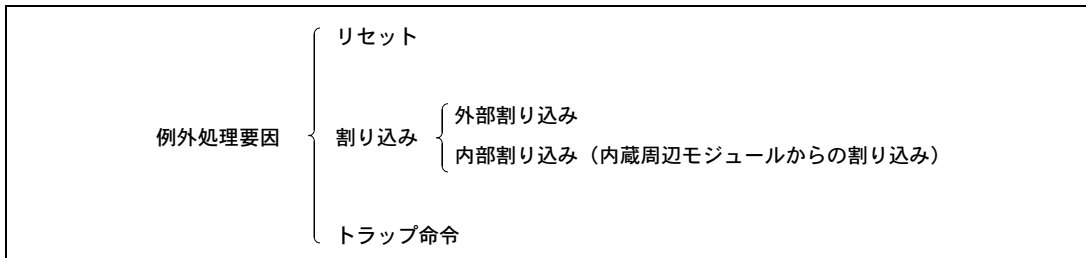 リセット
外部割り込み
例外処理要因
割り込み
内部割り込み（内蔵周辺モジュールからの割り込み）
トラップ命令